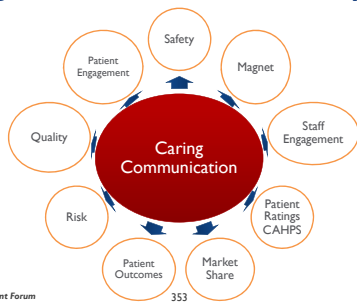 Safety
Patient
Engagement
Magnet
Quality
Staff
Engagement
Caring
Communication
Risk
Patient
Ratings
CAHPS
Patient
Outcomes
Market
Share
nt Forum
353